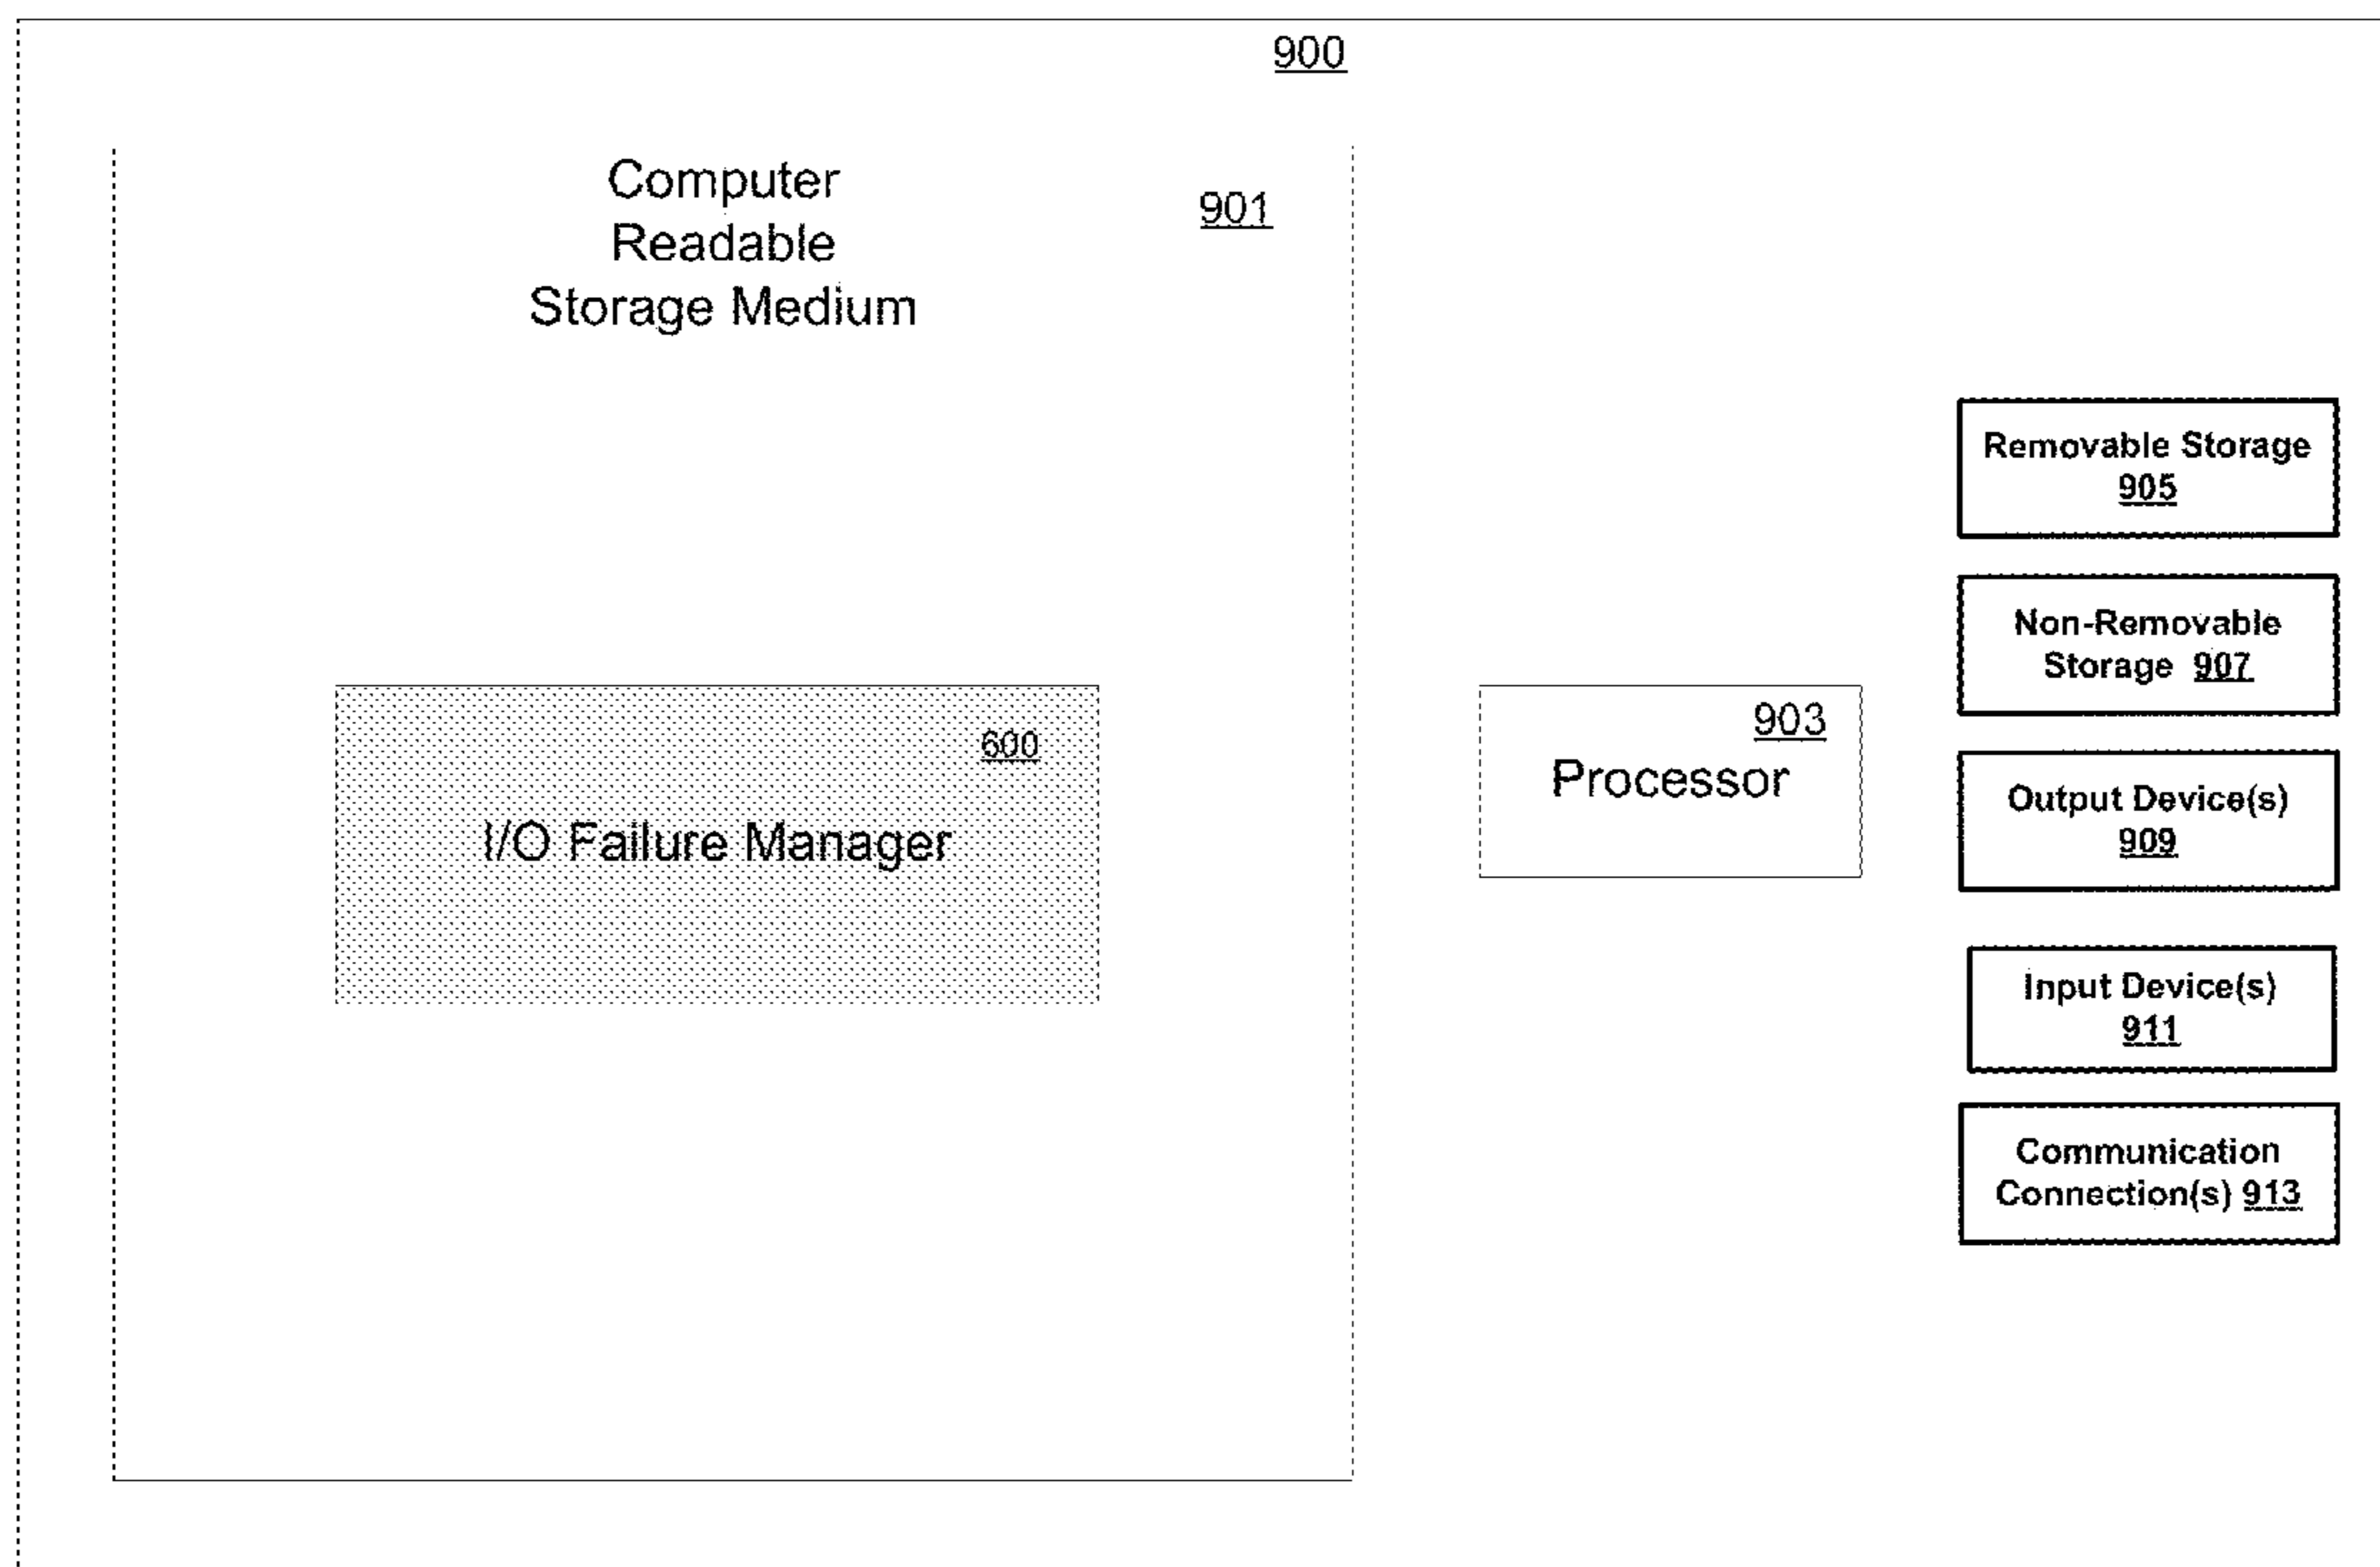 900
Computer
Readable
Storage Medium
901
600
I/O Failure Manager
903
Processor
Removable Storage
905
Non-Removable
Storage 907
Output Device(s)
909
Input Device(s)
911
Communication
Connection(s) 913